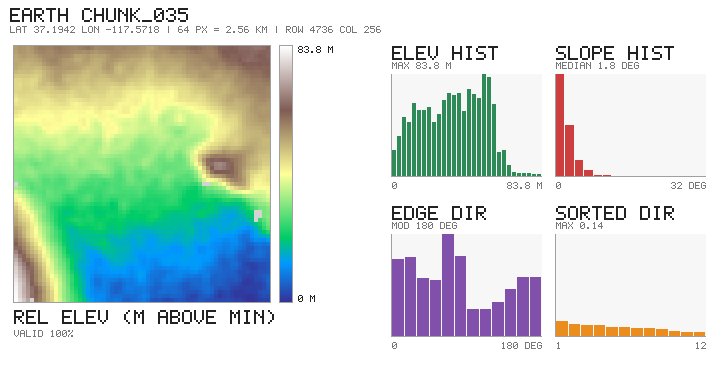 EARTH CHUNK_035
LAT 37.1942 LON -117.5718 | 64 PX = 2.56 KM | ROW 4736 COL 256
83.8 M
0 M
REL ELEV (M ABOVE MIN)
VALID 100%
ELEV HIST
MAX 83.8 M
0 83.8 M
SLOPE HIST
MEDIAN 1.8 DEG
0 32 DEG
EDGE DIR
MOD 180 DEG
0 180 DEG
SORTED DIR
MAX 0.14
1 12